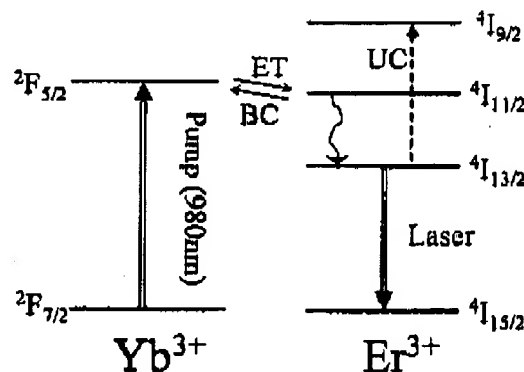 ⁴I₉/₂
²F₅/₂
ET
UC
BC
⁴I₁₁/₂
Pump (980nm)
⁴I₁₃/₂
Laser
²F₇/₂
⁴I₁₅/₂
Yb³⁺
Er³⁺